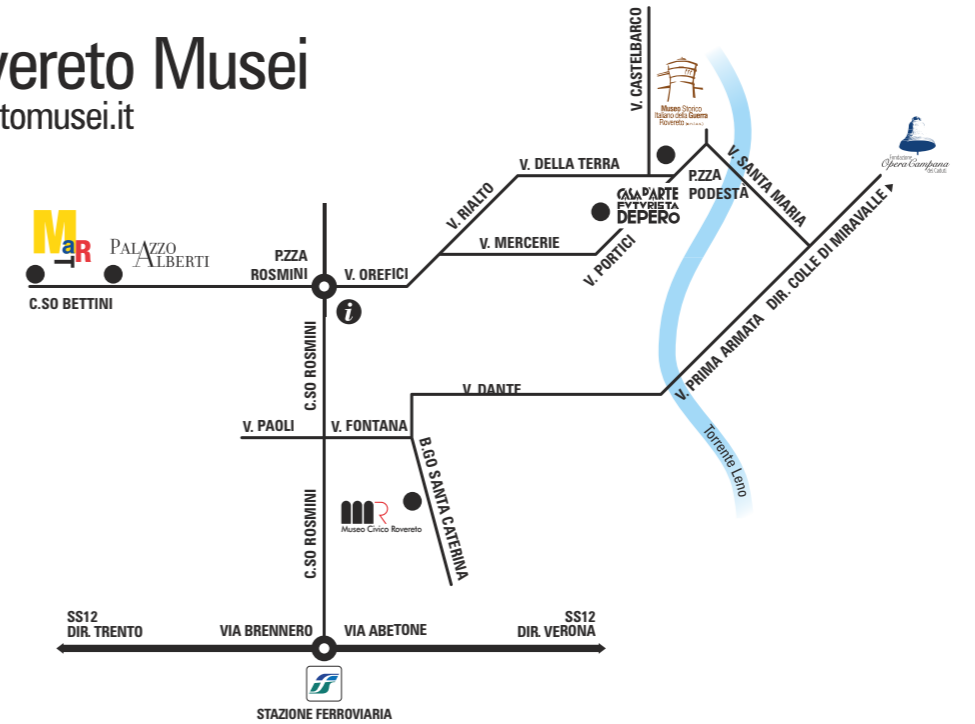 vereto Musei
tomusei.it
V. CASTELBARCO
Museo Storico
Italiano della Guerra
Rovereto
V. DELLA TERRA
V. SANTA MARIA
P.ZZA
PODESTÀ
Fondazione
Opera Campana
dei Caduti
V. RIALTO
CASA D'ARTE
FUTURISTA
DEPERO
MaRT
PALAZZO
ALBERTI
V. MERCERIE
V. PORTICI
P.ZZA
ROSMINI
V. OREFICI
C.SO BETTINI
i
C.SO ROSMINI
V. PRIMA ARMATA
DIR. COLLE DI MIRAVALLE
V. DANTE
V. PAOLI
V. FONTANA
B.GO SANTA CATERINA
Torrente Leno
Museo Civico Rovereto
C.SO ROSMINI
SS12
DIR. TRENTO
VIA BRENNERO
VIA ABETONE
SS12
DIR. VERONA
STAZIONE FERROVIARIA